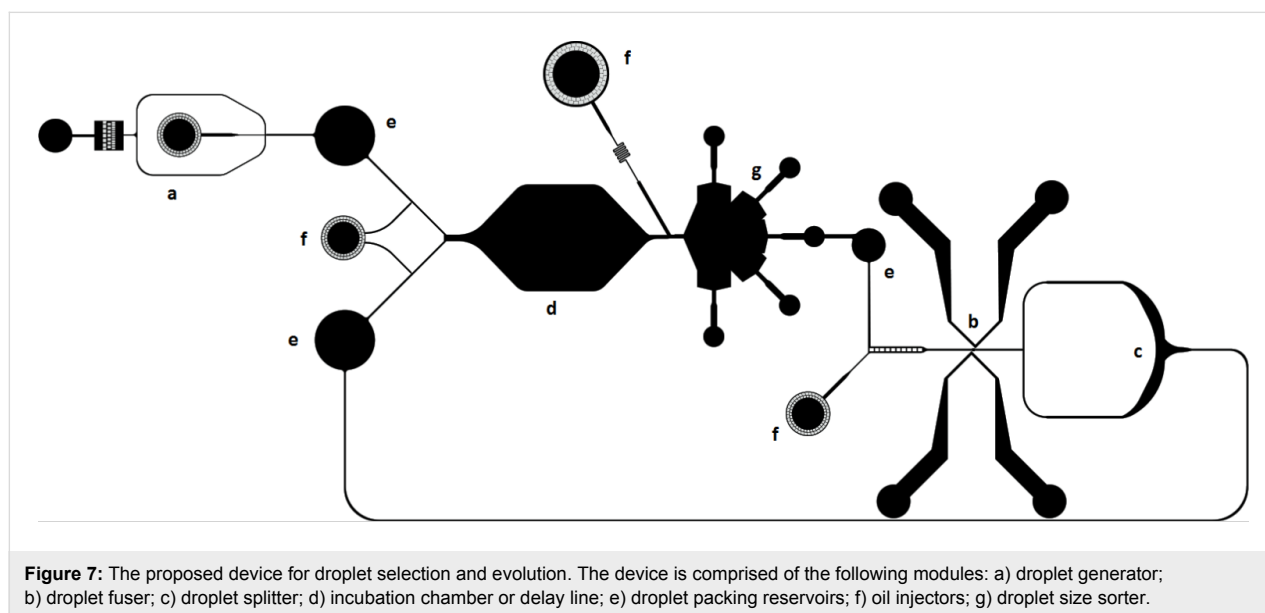 f
e
g
a
f
e
b
d
e
c
f
Figure 7: The proposed device for droplet selection and evolution. The device is comprised of the following modules: a) droplet generator;
b) droplet fuser; c) droplet splitter; d) incubation chamber or delay line; e) droplet packing reservoirs; f) oil injectors; g) droplet size sorter.